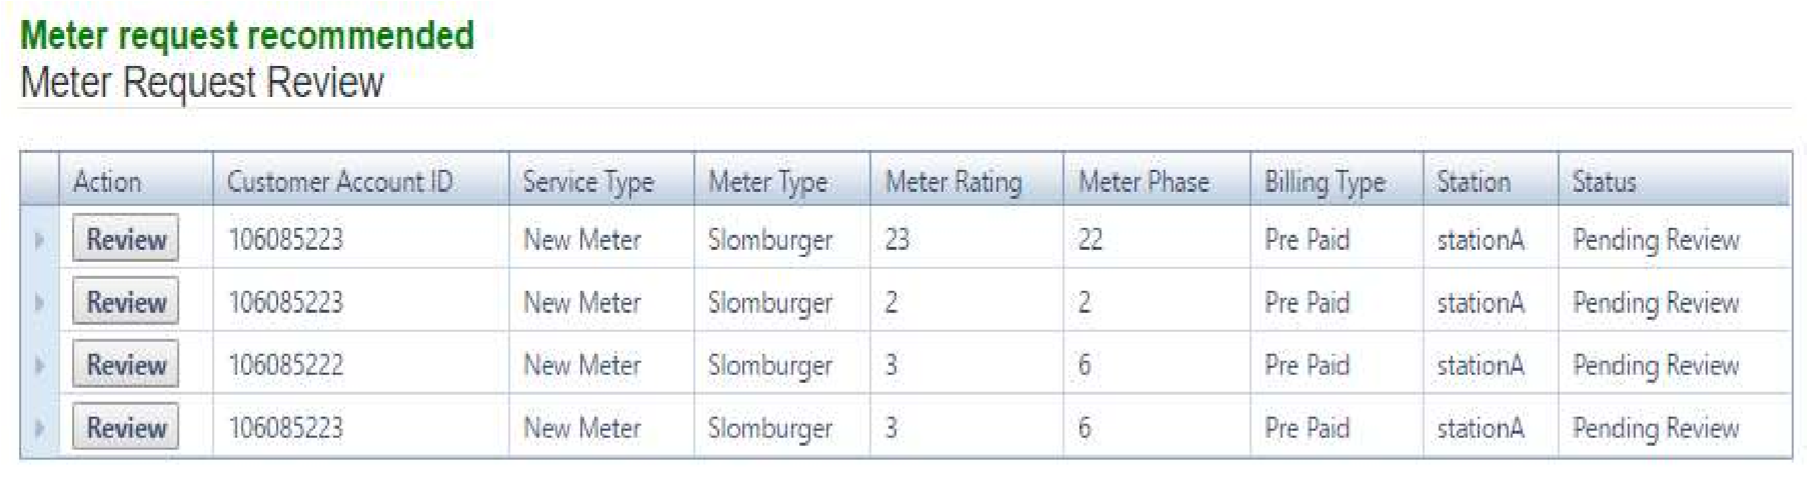 Meter request recommended
Meter Request Review
Action Customer Account ID Service Type Meter Type Meter Rating Meter Phase Billing Type Station Status
Review 106085223 New Meter Slomburger 23 22 Pre Paid stationA Pending Review
Review 106085223 New Meter Slomburger 2 2 Pre Paid stationA Pending Review
Review 106085222 New Meter Slomburger 3 6 Pre Paid stationA Pending Review
Review 106085223 New Meter Slomburger 3 6 Pre Paid stationA Pending Review